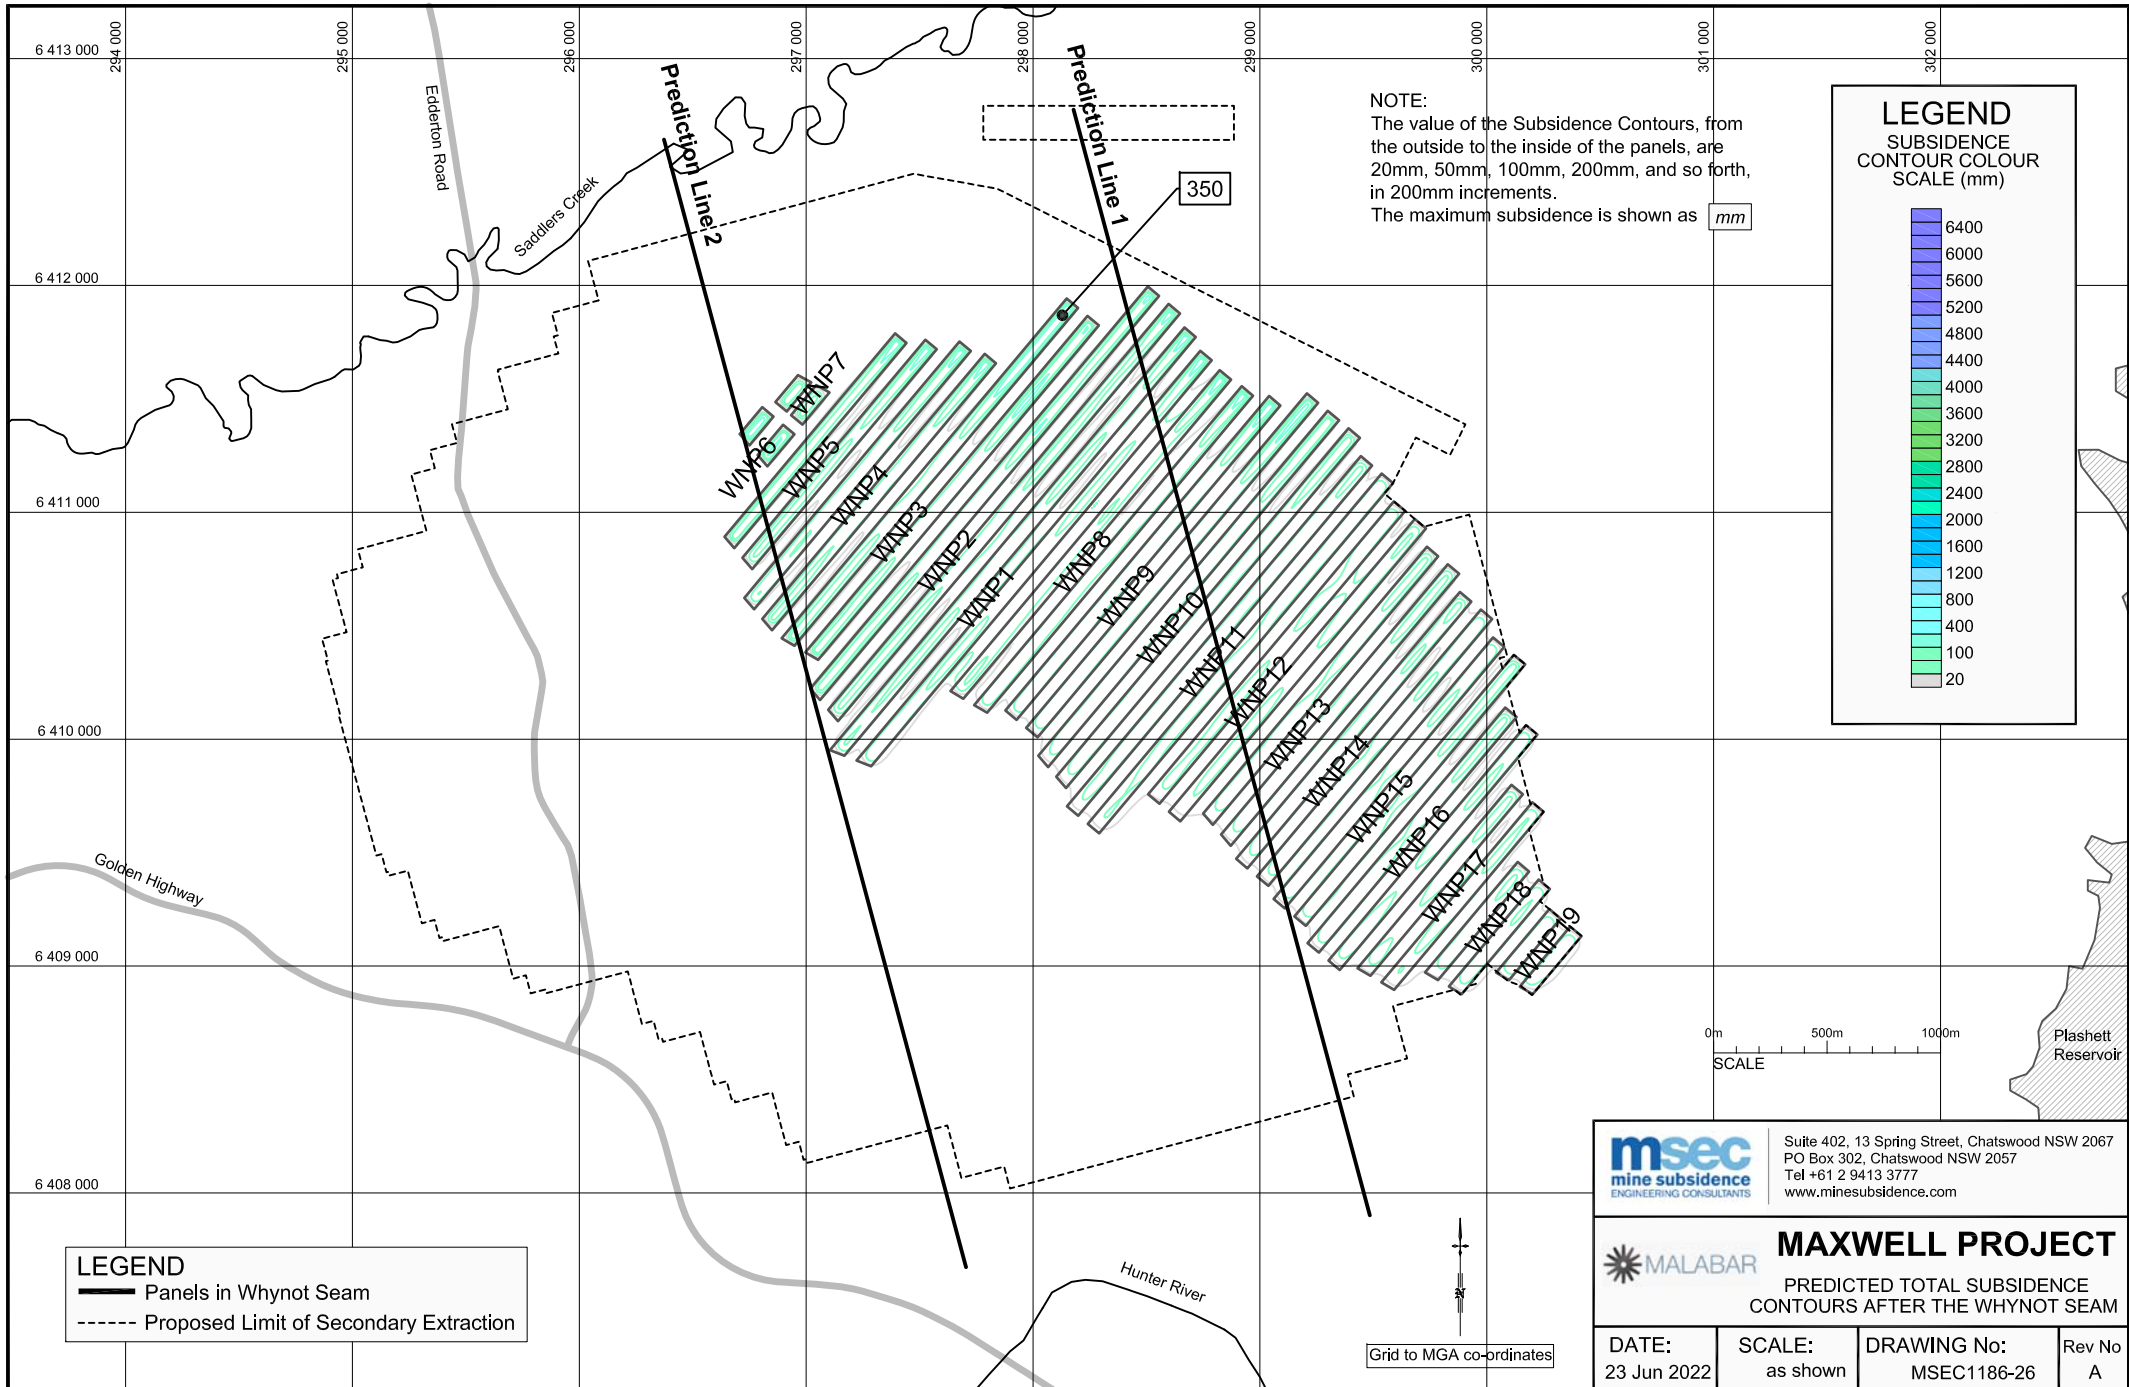 294 000
295 000
296 000
297 000
298 000
299 000
300 000
301 000
302 000
6 413 000
6 412 000
6 411 000
6 410 000
6 409 000
6 408 000
Edderton Road
Saddlers Creek
Golden Highway
Hunter River
Plashett
Reservoir
Prediction Line 2
Prediction Line 1
350
NOTE:
The value of the Subsidence Contours, from
the outside to the inside of the panels, are
20mm, 50mm, 100mm, 200mm, and so forth,
in 200mm increments.
The maximum subsidence is shown as mm
LEGEND
SUBSIDENCE
CONTOUR COLOUR
SCALE (mm)
6400
6000
5600
5200
4800
4400
4000
3600
3200
2800
2400
2000
1600
1200
800
400
100
20
WNP7
WNP6
WNP5
WNP4
WNP3
WNP2
WNP1
WNP8
WNP9
WNP10
WNP11
WNP12
WNP13
WNP14
WNP15
WNP16
WNP17
WNP18
WNP19
0m 500m 1000m
SCALE
LEGEND
Panels in Whynot Seam
Proposed Limit of Secondary Extraction
N
Grid to MGA co-ordinates
msec
mine subsidence
ENGINEERING CONSULTANTS
Suite 402, 13 Spring Street, Chatswood NSW 2067
PO Box 302, Chatswood NSW 2057
Tel +61 2 9413 3777
www.minesubsidence.com
MALABAR
MAXWELL PROJECT
PREDICTED TOTAL SUBSIDENCE
CONTOURS AFTER THE WHYNOT SEAM
DATE:
23 Jun 2022
SCALE:
as shown
DRAWING No:
MSEC1186-26
Rev No
A